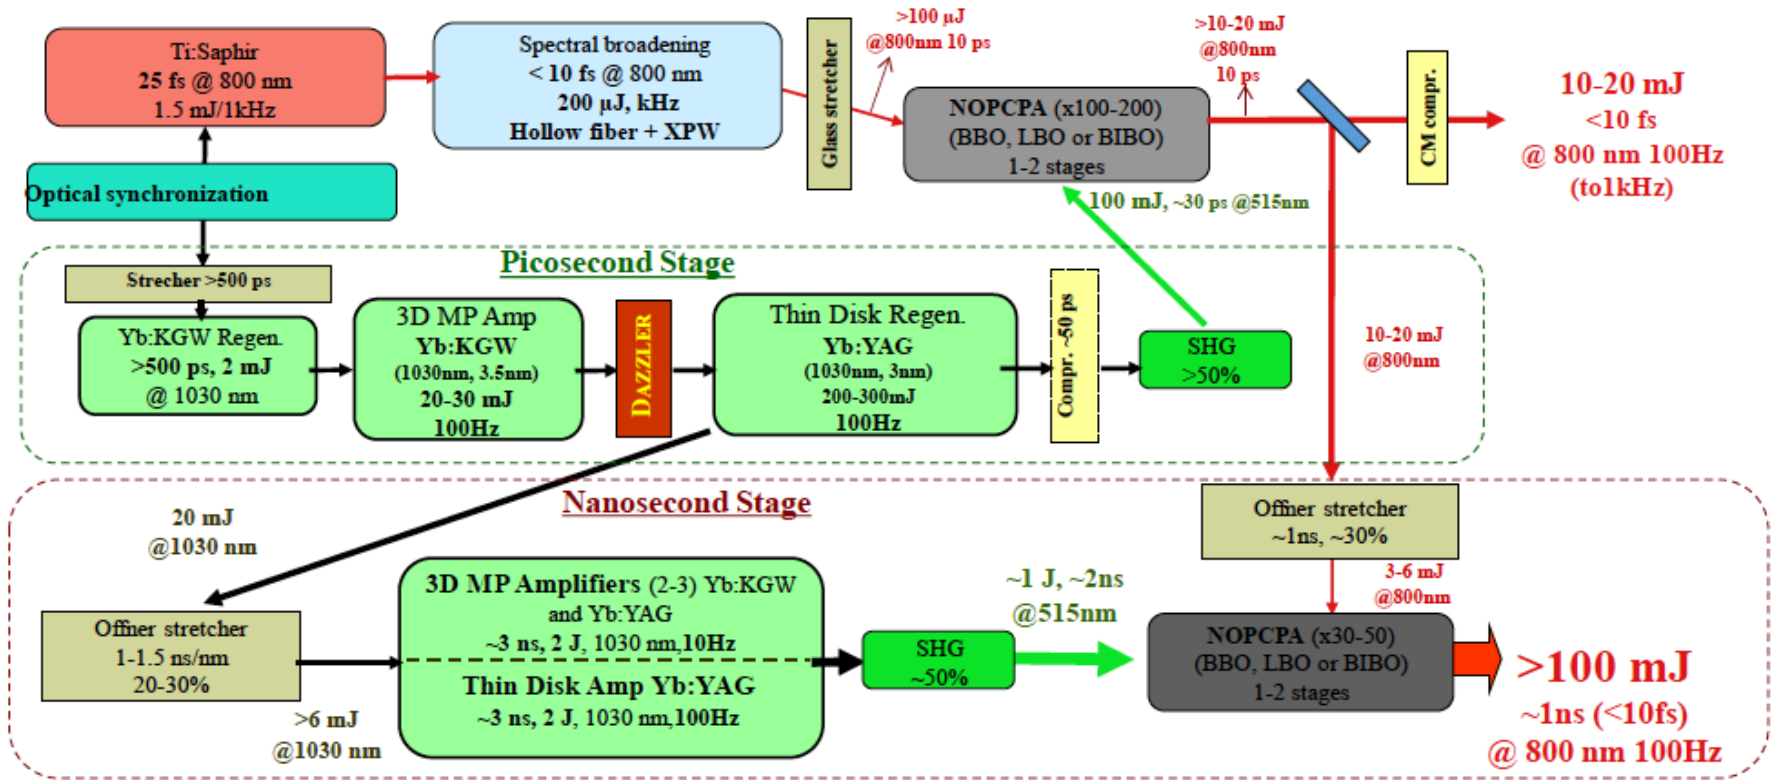 Ti:Saphir
25 fs @ 800 nm
1.5 mJ/1kHz
Spectral broadening
< 10 fs @ 800 nm
200 µJ, kHz
Hollow fiber + XPW
Glass stretcher
>100 µJ
@800nm 10 ps
NOPCPA (x100-200)
(BBO, LBO or BIBO)
1-2 stages
>10-20 mJ
@800nm
10 ps
CM compr.
10-20 mJ
<10 fs
@ 800 nm 100Hz
(to1kHz)
Optical synchronization
100 mJ, ~30 ps @515nm
Picosecond Stage
Strecher >500 ps
Yb:KGW Regen.
>500 ps, 2 mJ
@ 1030 nm
3D MP Amp
Yb:KGW
(1030nm, 3.5nm)
20-30 mJ
100Hz
DAZZLER
Thin Disk Regen.
Yb:YAG
(1030nm, 3nm)
200-300mJ
100Hz
Compr. ~50 ps
SHG
>50%
10-20 mJ
@800nm
Nanosecond Stage
20 mJ
@1030 nm
Offner stretcher
1-1.5 ns/nm
20-30%
>6 mJ
@1030 nm
3D MP Amplifiers (2-3) Yb:KGW
and Yb:YAG
~3 ns, 2 J, 1030 nm,10Hz
Thin Disk Amp Yb:YAG
~3 ns, 2 J, 1030 nm,100Hz
SHG
~50%
~1 J, ~2ns
@515nm
Offner stretcher
~1ns, ~30%
3-6 mJ
@800nm
NOPCPA (x30-50)
(BBO, LBO or BIBO)
1-2 stages
>100 mJ
~1ns (<10fs)
@ 800 nm 100Hz